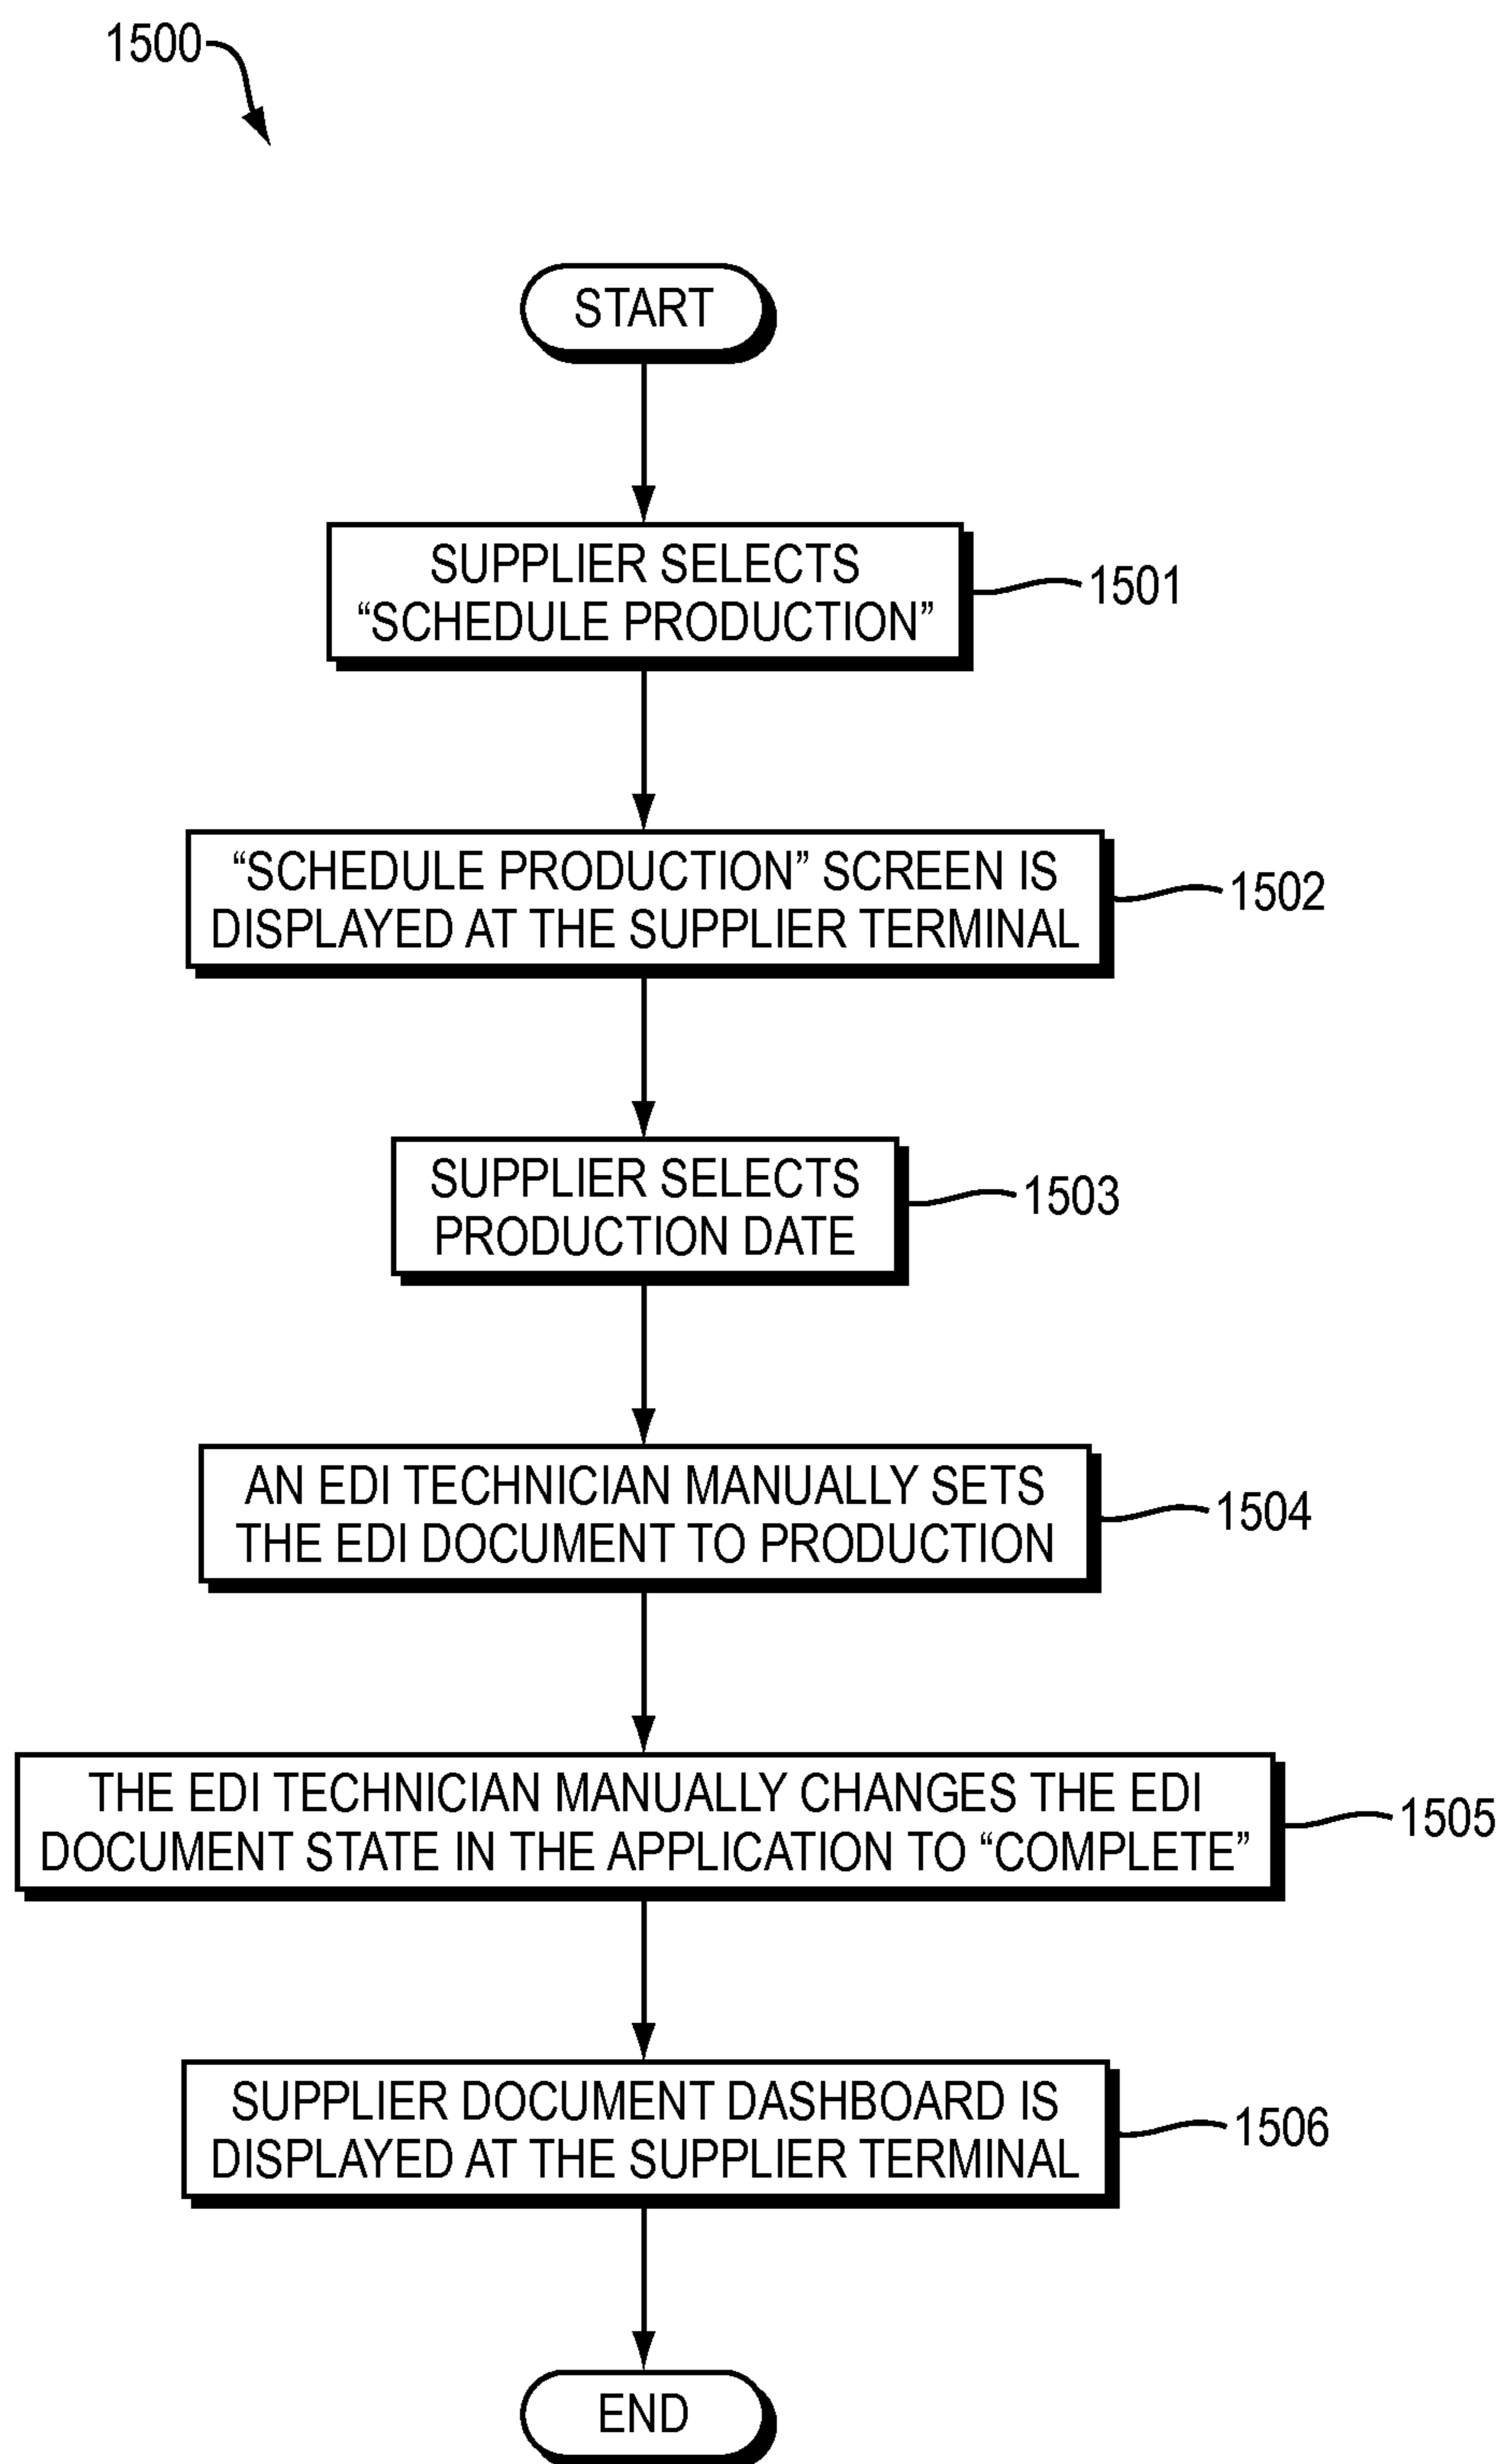 1500
START
SUPPLIER SELECTS
“SCHEDULE PRODUCTION”
1501
“SCHEDULE PRODUCTION” SCREEN IS
DISPLAYED AT THE SUPPLIER TERMINAL
1502
SUPPLIER SELECTS
PRODUCTION DATE
1503
AN EDI TECHNICIAN MANUALLY SETS
THE EDI DOCUMENT TO PRODUCTION
1504
THE EDI TECHNICIAN MANUALLY CHANGES THE EDI
DOCUMENT STATE IN THE APPLICATION TO “COMPLETE”
1505
SUPPLIER DOCUMENT DASHBOARD IS
DISPLAYED AT THE SUPPLIER TERMINAL
1506
END